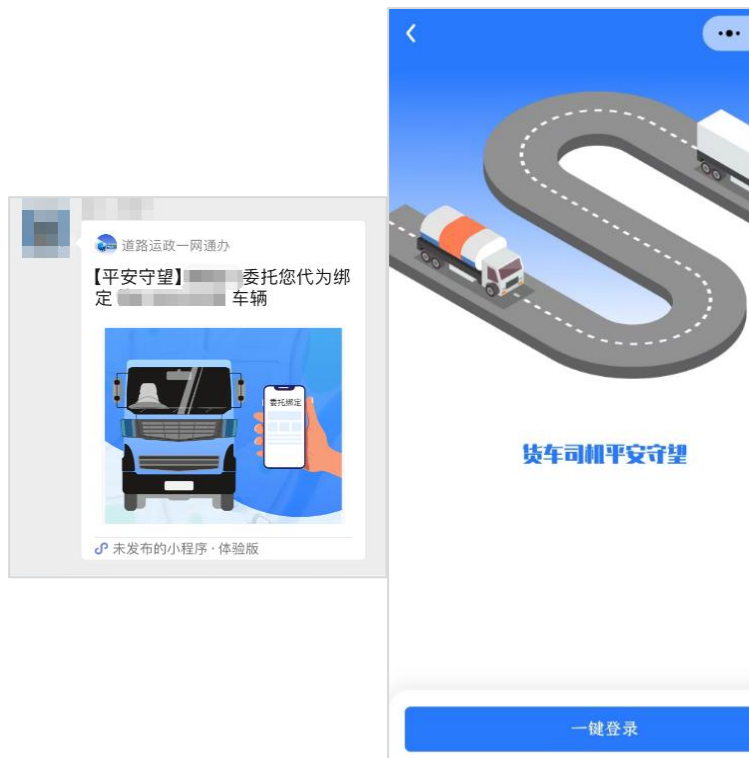 道路运政一网通办
【平安守望】委托您代为绑
定 车辆
委托绑定
未发布的小程序·体验版
货车司机平安守望
一键登录